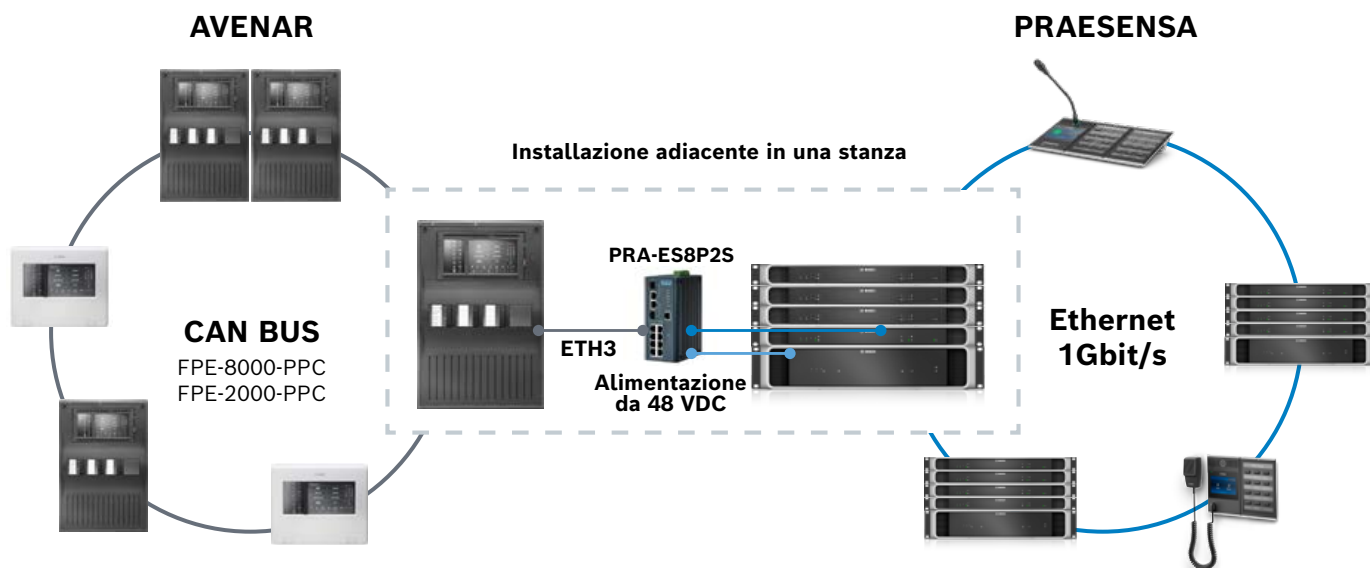 AVENAR
PRAESENSA
Installazione adiacente in una stanza
PRA-ES8P2S
CAN BUS
FPE-8000-PPC
FPE-2000-PPC
ETH3
Alimentazione
da 48 VDC
Ethernet
1Gbit/s